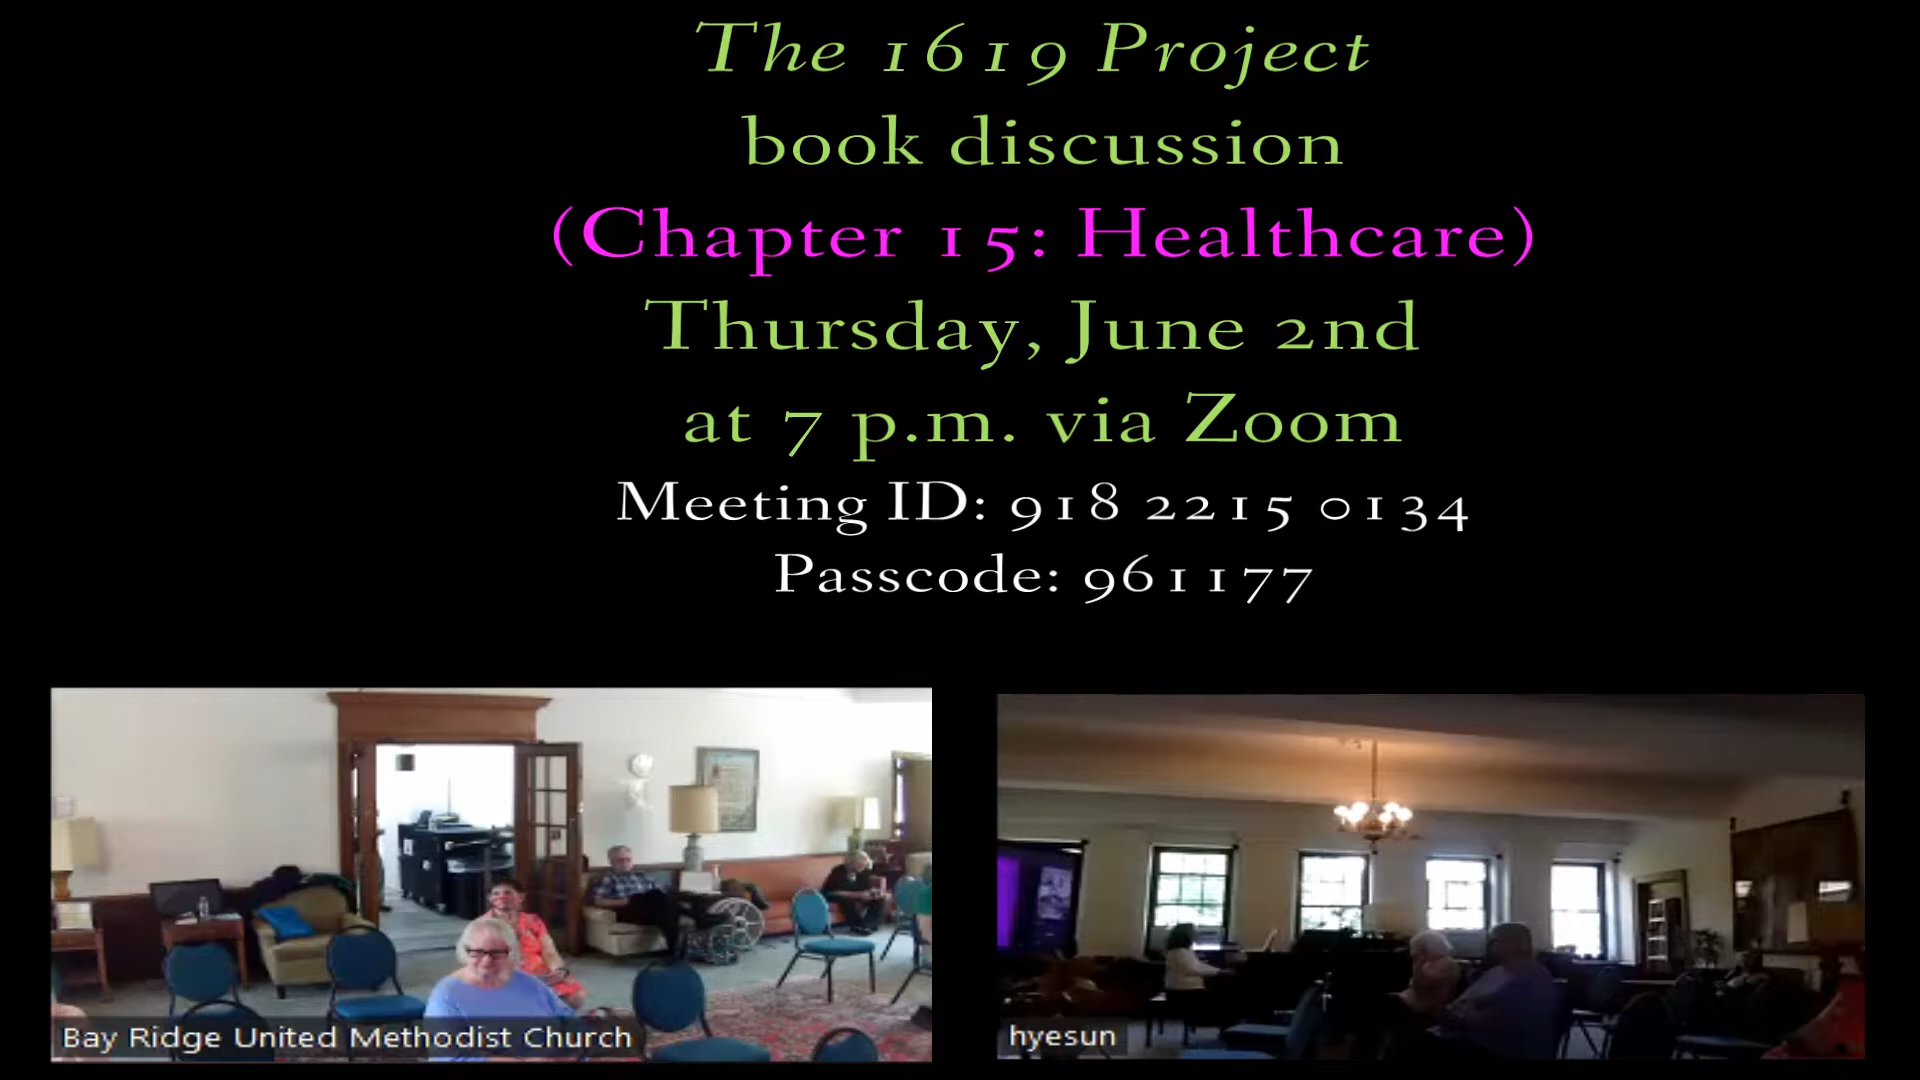 The 1619 Project
book discussion
(Chapter 15: Healthcare)
Thursday, June 2nd
at 7 p.m. via Zoom
Meeting ID: 918 2215 0134
Passcode: 961177
Bay Ridge United Methodist Church
hyesun